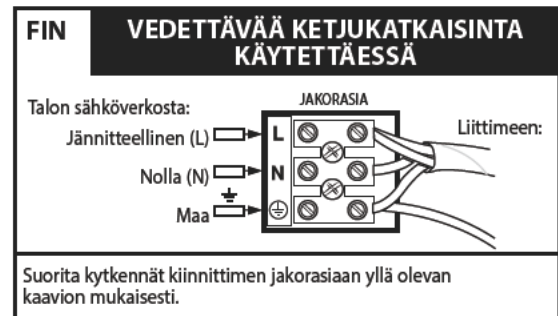 FIN
VEDETTÄVÄÄ KETJUKATKAISINTA
KÄYTETTÄESSÄ
Talon sähköverkosta:
JAKORASIA
Liittimeen:
Jännitteellinen (L)
L
Nolla (N)
N
Maa
Suorita kytkennät kiinnittimen jakorasiaan yllä olevan
kaavion mukaisesti.